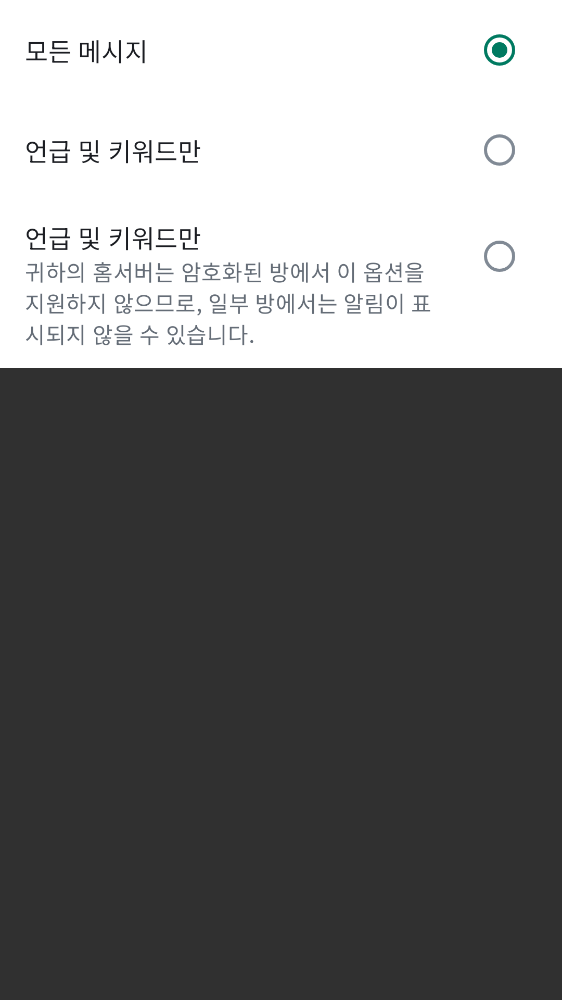 모든 메시지
언급 및 키워드만
언급 및 키워드만
귀하의 홈서버는 암호화된 방에서 이 옵션을
지원하지 않으므로, 일부 방에서는 알림이 표
시되지 않을 수 있습니다.